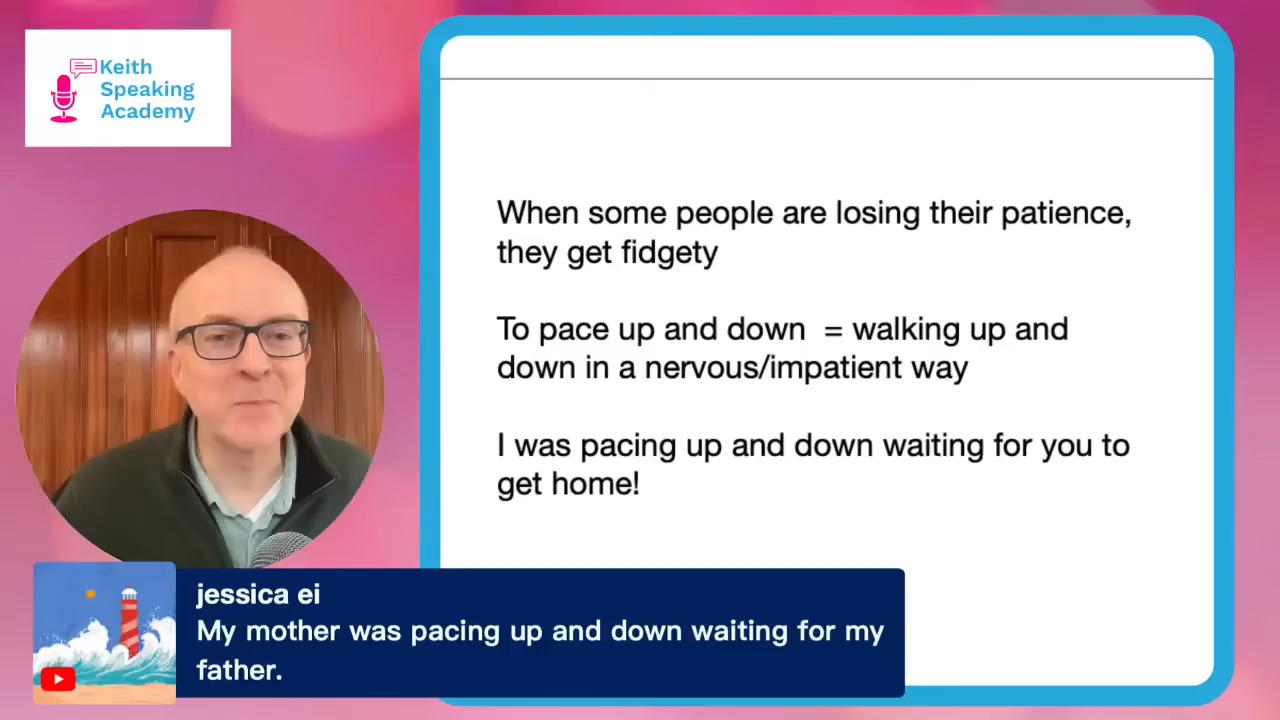 Keith
Speaking
Academy
When some people are losing their patience,
they get fidgety
To pace up and down = walking up and
down in a nervous/impatient way
I was pacing up and down waiting for you to
get home!
jessica ei
My mother was pacing up and down waiting for my
father.